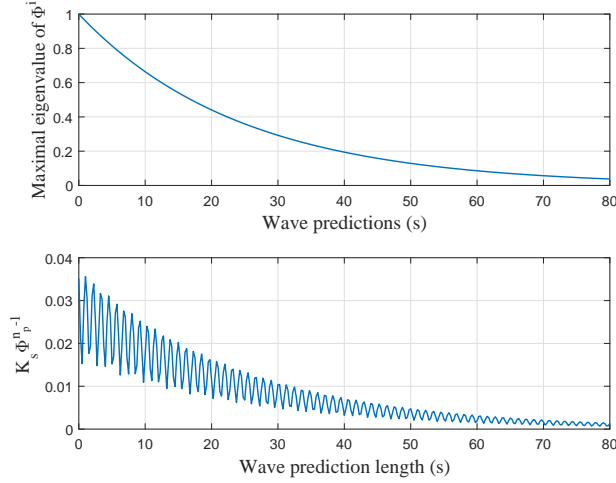 Maximal eigenvalue of Φ^i
1
0.8
0.6
0.4
0.2
0
0 10 20 30 40 50 60 70 80
Wave predictions (s)
K_s Φ^{n_p-1}
0.04
0.03
0.02
0.01
0
0 10 20 30 40 50 60 70 80
Wave prediction length (s)